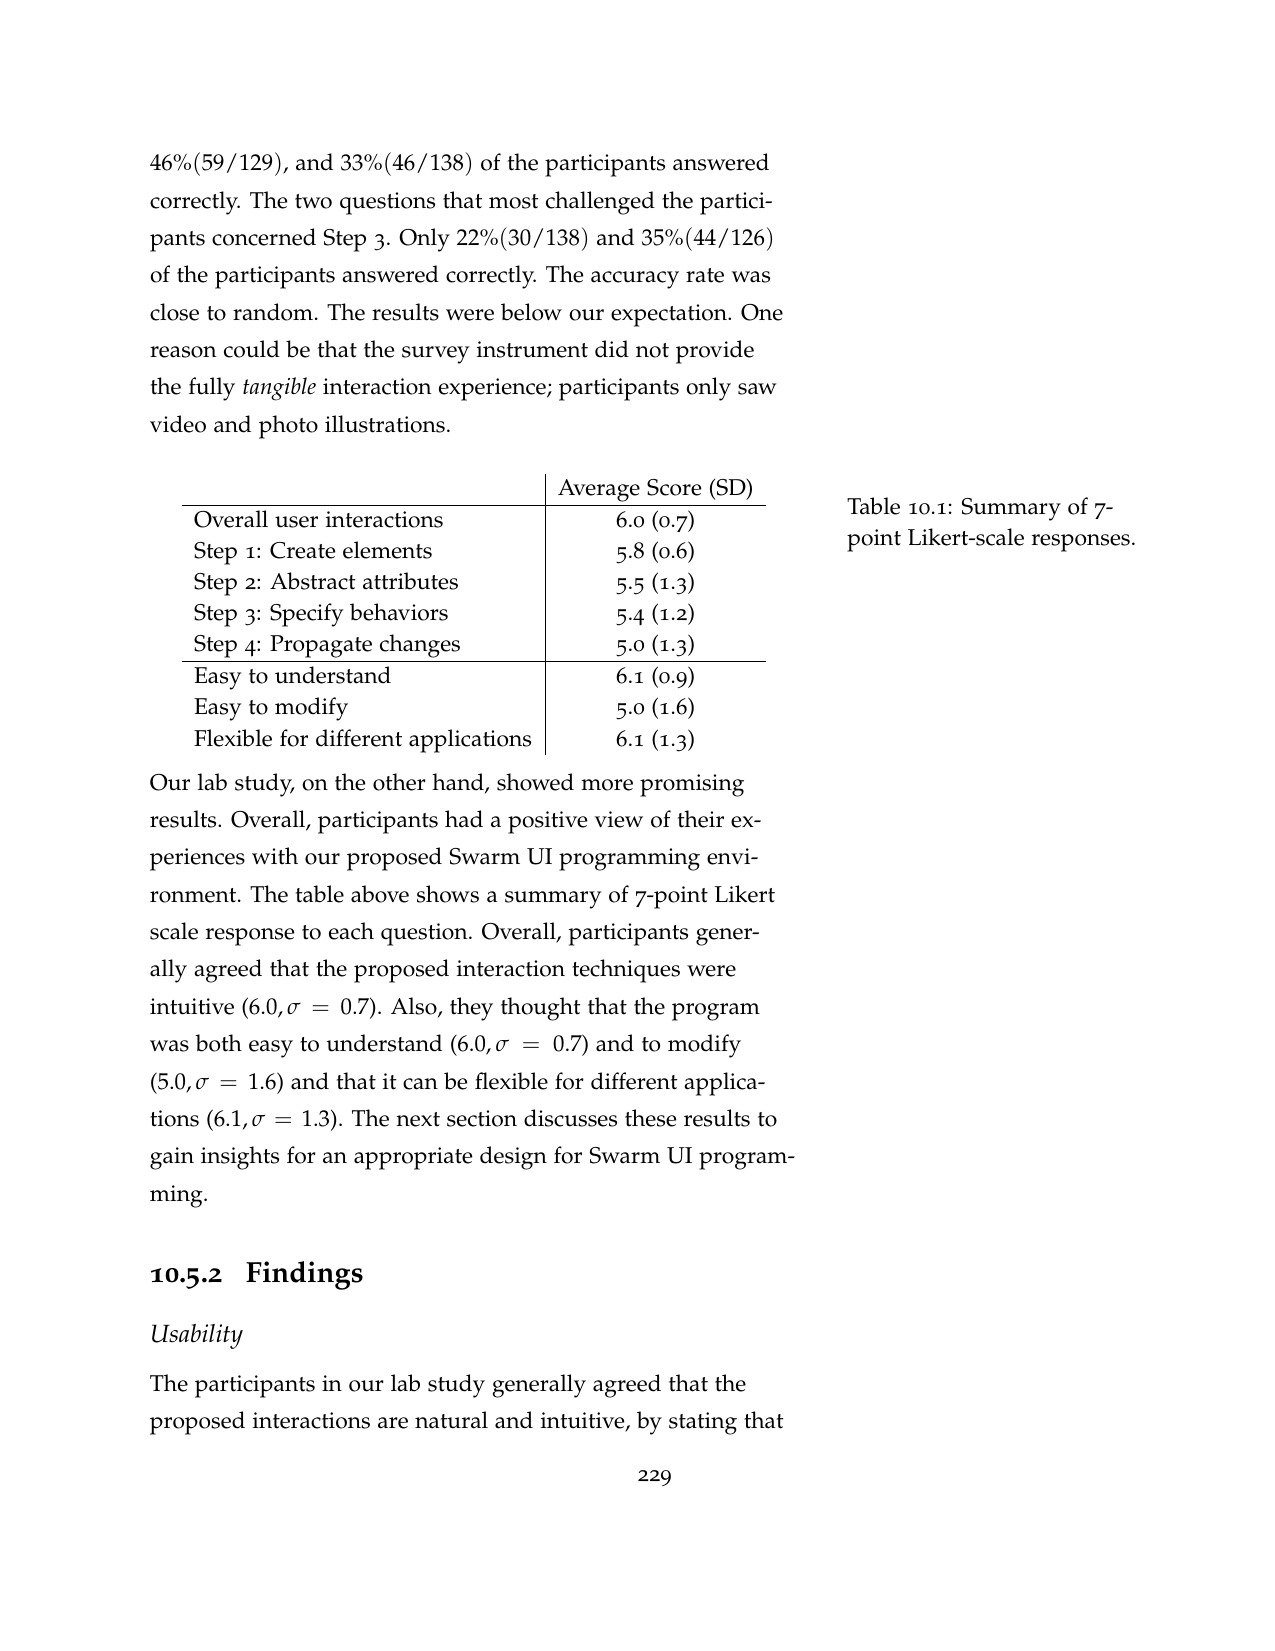 46%(59/129), and 33%(46/138) of the participants answered
correctly. The two questions that most challenged the partici-
pants concerned Step 3. Only 22%(30/138) and 35%(44/126)
of the participants answered correctly. The accuracy rate was
close to random. The results were below our expectation. One
reason could be that the survey instrument did not provide
the fully tangible interaction experience; participants only saw
video and photo illustrations.
Average Score (SD)
Overall user interactions 6.0 (0.7)
Step 1: Create elements 5.8 (0.6)
Step 2: Abstract attributes 5.5 (1.3)
Step 3: Specify behaviors 5.4 (1.2)
Step 4: Propagate changes 5.0 (1.3)
Easy to understand 6.1 (0.9)
Easy to modify 5.0 (1.6)
Flexible for different applications 6.1 (1.3)
Table 10.1: Summary of 7-
point Likert-scale responses.
Our lab study, on the other hand, showed more promising
results. Overall, participants had a positive view of their ex-
periences with our proposed Swarm UI programming envi-
ronment. The table above shows a summary of 7-point Likert
scale response to each question. Overall, participants gener-
ally agreed that the proposed interaction techniques were
intuitive (6.0, σ = 0.7). Also, they thought that the program
was both easy to understand (6.0, σ = 0.7) and to modify
(5.0, σ = 1.6) and that it can be flexible for different applica-
tions (6.1, σ = 1.3). The next section discusses these results to
gain insights for an appropriate design for Swarm UI program-
ming.
10.5.2 Findings
Usability
The participants in our lab study generally agreed that the
proposed interactions are natural and intuitive, by stating that
229